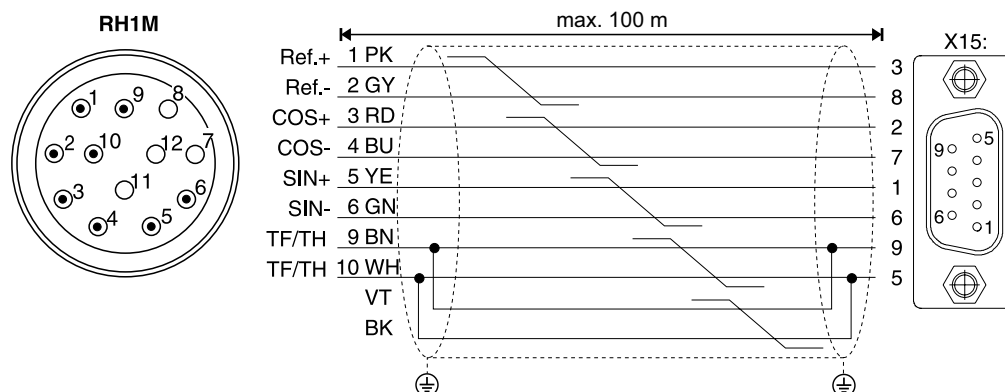 RH1M
max. 100 m
X15:
1 9 8
2 10 12 7
3 11 6
4 5
Ref.+ 1 PK 3
Ref.- 2 GY 8
COS+ 3 RD 2
COS- 4 BU 7
SIN+ 5 YE 1
SIN- 6 GN 6
TF/TH 9 BN 9
TF/TH 10 WH 5
VT
BK
9 5
6 1